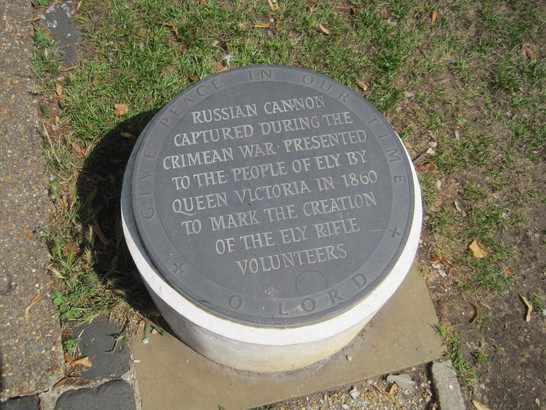 GIVE PEACE IN OUR TIME
RUSSIAN CANNON
CAPTURED DURING THE
CRIMEAN WAR · PRESENTED
TO THE PEOPLE OF ELY BY
QUEEN VICTORIA IN 1860
TO MARK THE CREATION
OF THE ELY RIFLE
VOLUNTEERS
O LORD